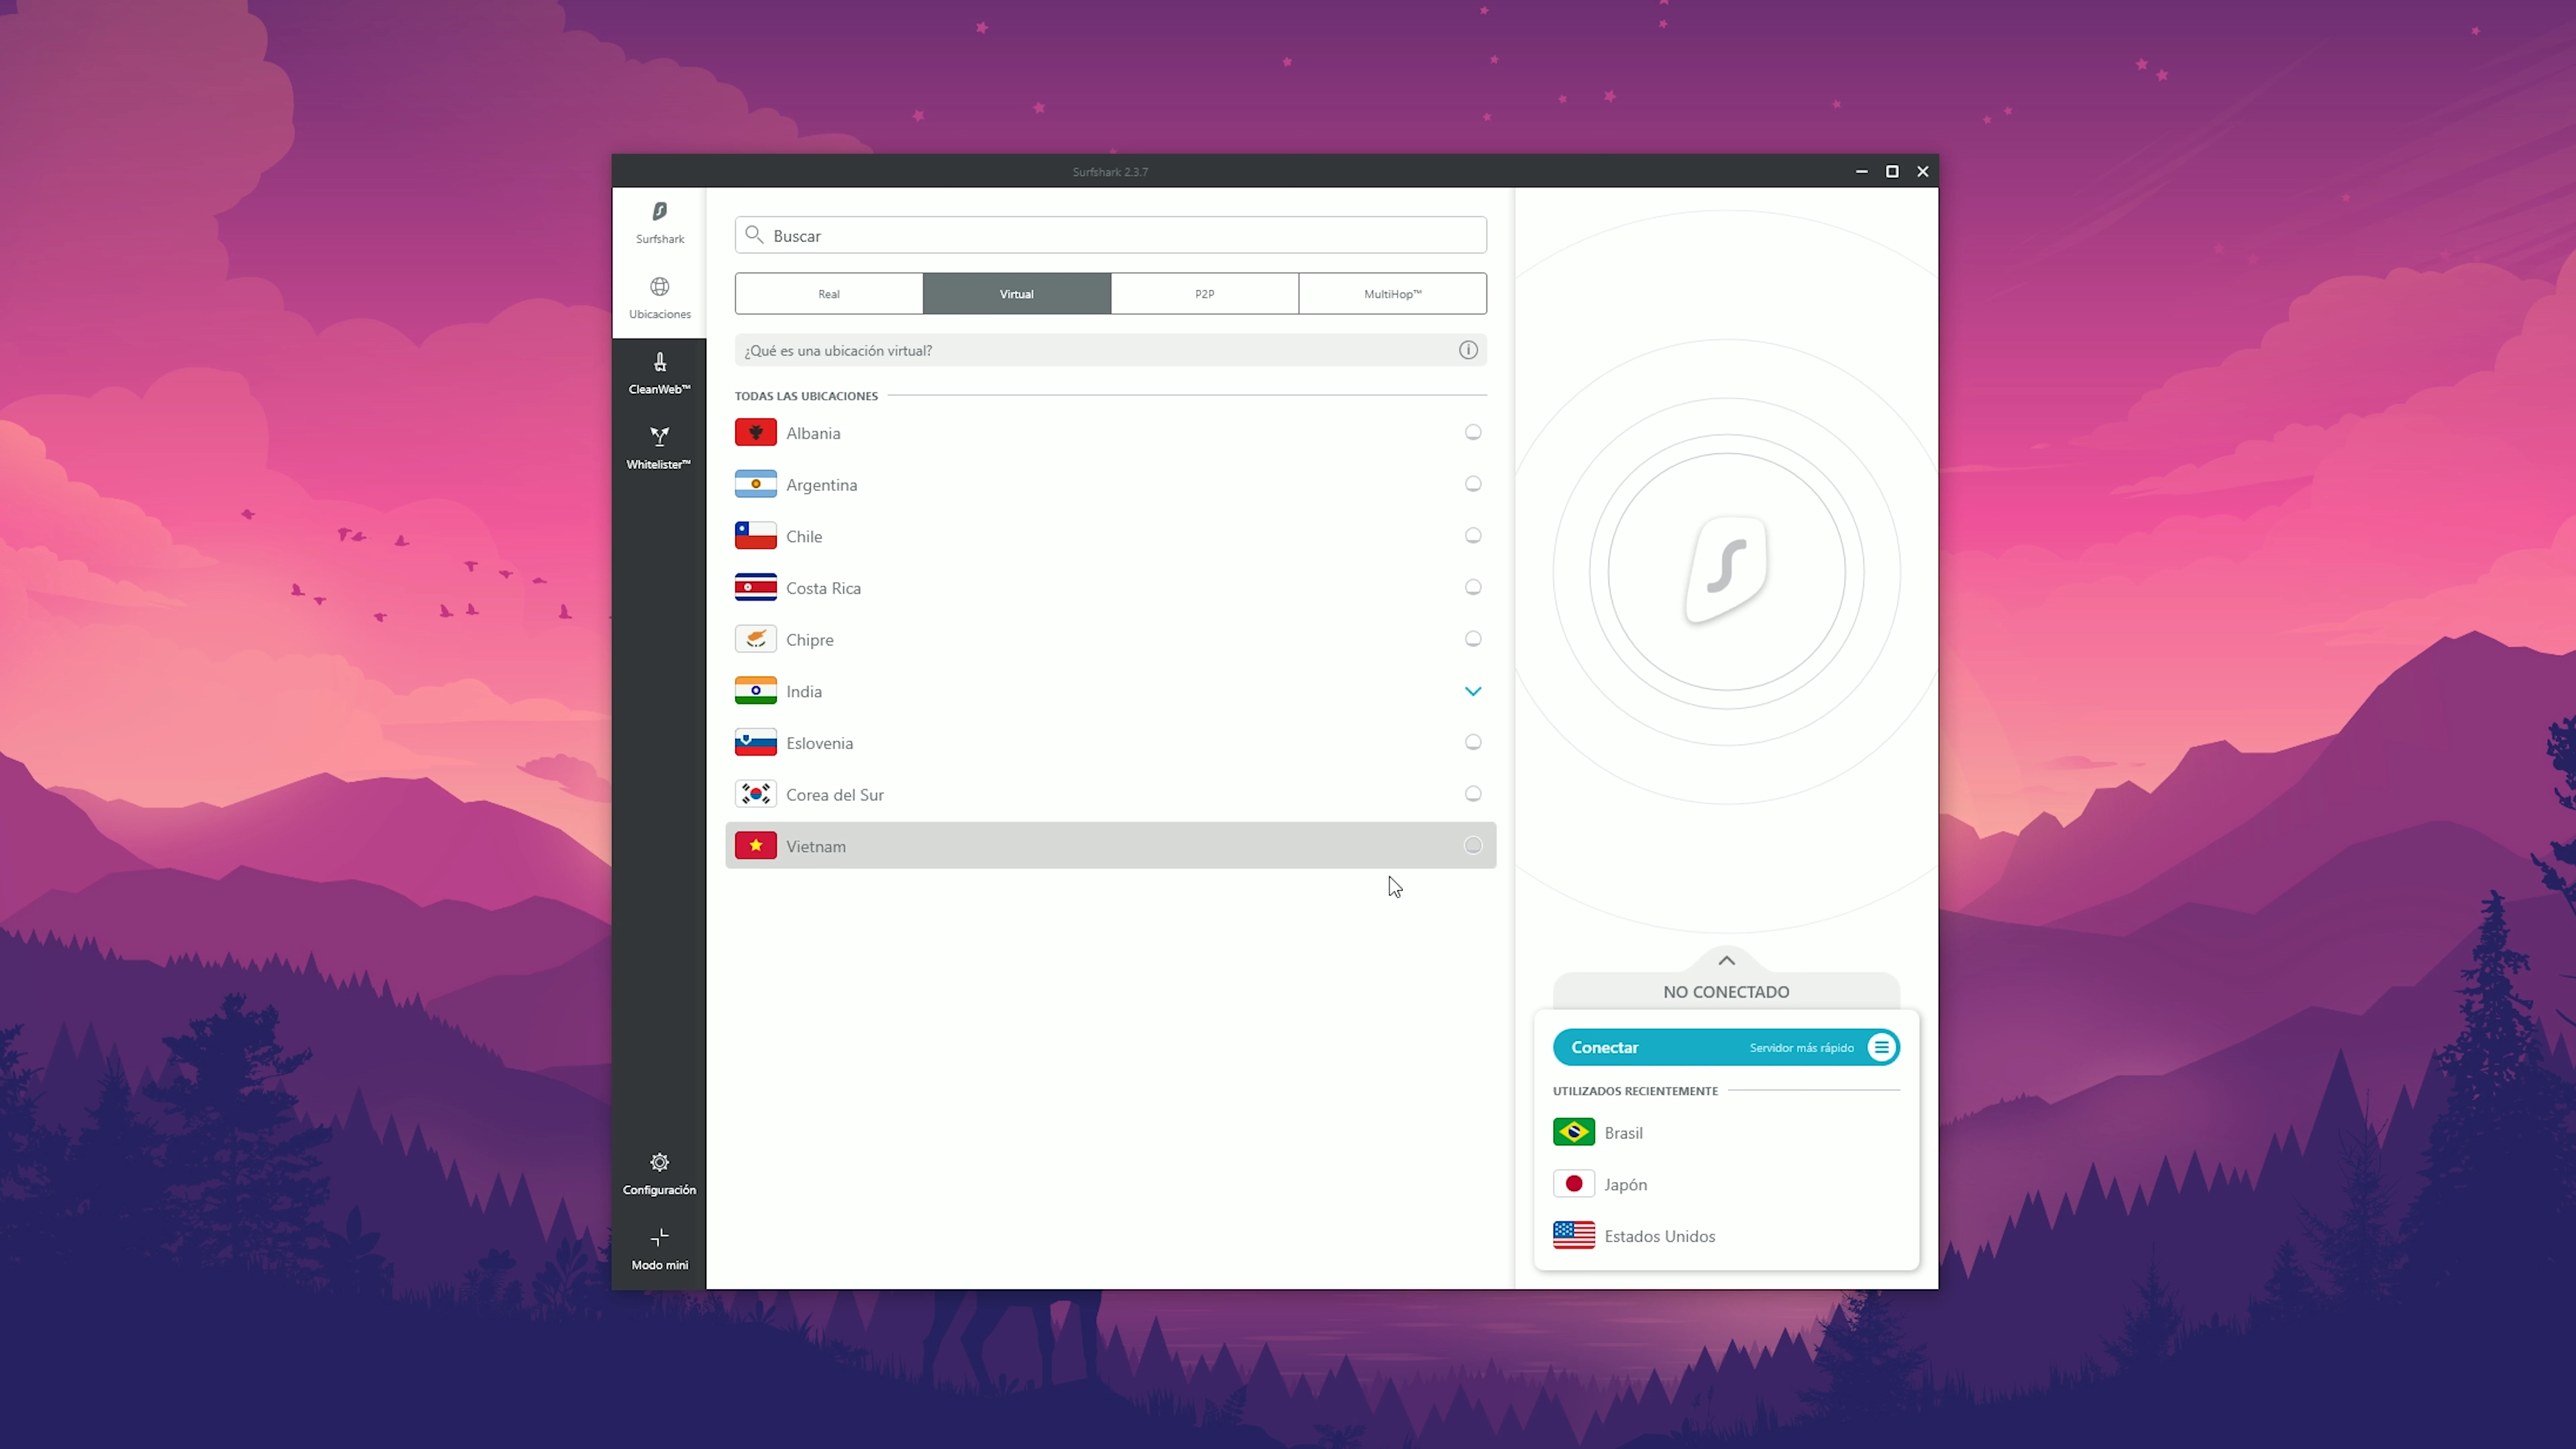 Surfshark 2.3.7
Surfshark
Ubicaciones
CleanWeb™
Whitelister™
Configuración
Modo mini
Buscar
Real
Virtual
P2P
MultiHop™
¿Qué es una ubicación virtual?
TODAS LAS UBICACIONES
Albania
Argentina
Chile
Costa Rica
Chipre
India
Eslovenia
Corea del Sur
Vietnam
NO CONECTADO
Conectar
Servidor más rápido
UTILIZADOS RECIENTEMENTE
Brasil
Japón
Estados Unidos